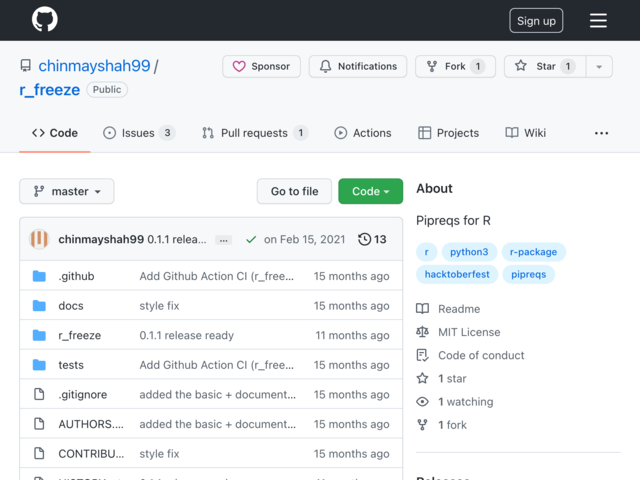 Sign up
chinmayshah99 /
r_freeze Public
Sponsor
Notifications
Fork 1
Star 1
Code
Issues 3
Pull requests 1
Actions
Projects
Wiki
...
master
Go to file
Code
chinmayshah99 0.1.1 relea... ... on Feb 15, 2021 13
.github Add Github Action CI (r_free... 15 months ago
docs style fix 15 months ago
r_freeze 0.1.1 release ready 11 months ago
tests Add Github Action CI (r_free... 15 months ago
.gitignore added the basic + document... 15 months ago
AUTHORS.... added the basic + document... 15 months ago
CONTRIBU... style fix 15 months ago
About
Pipreqs for R
r python3 r-package
hacktoberfest pipreqs
Readme
MIT License
Code of conduct
1 star
1 watching
1 fork